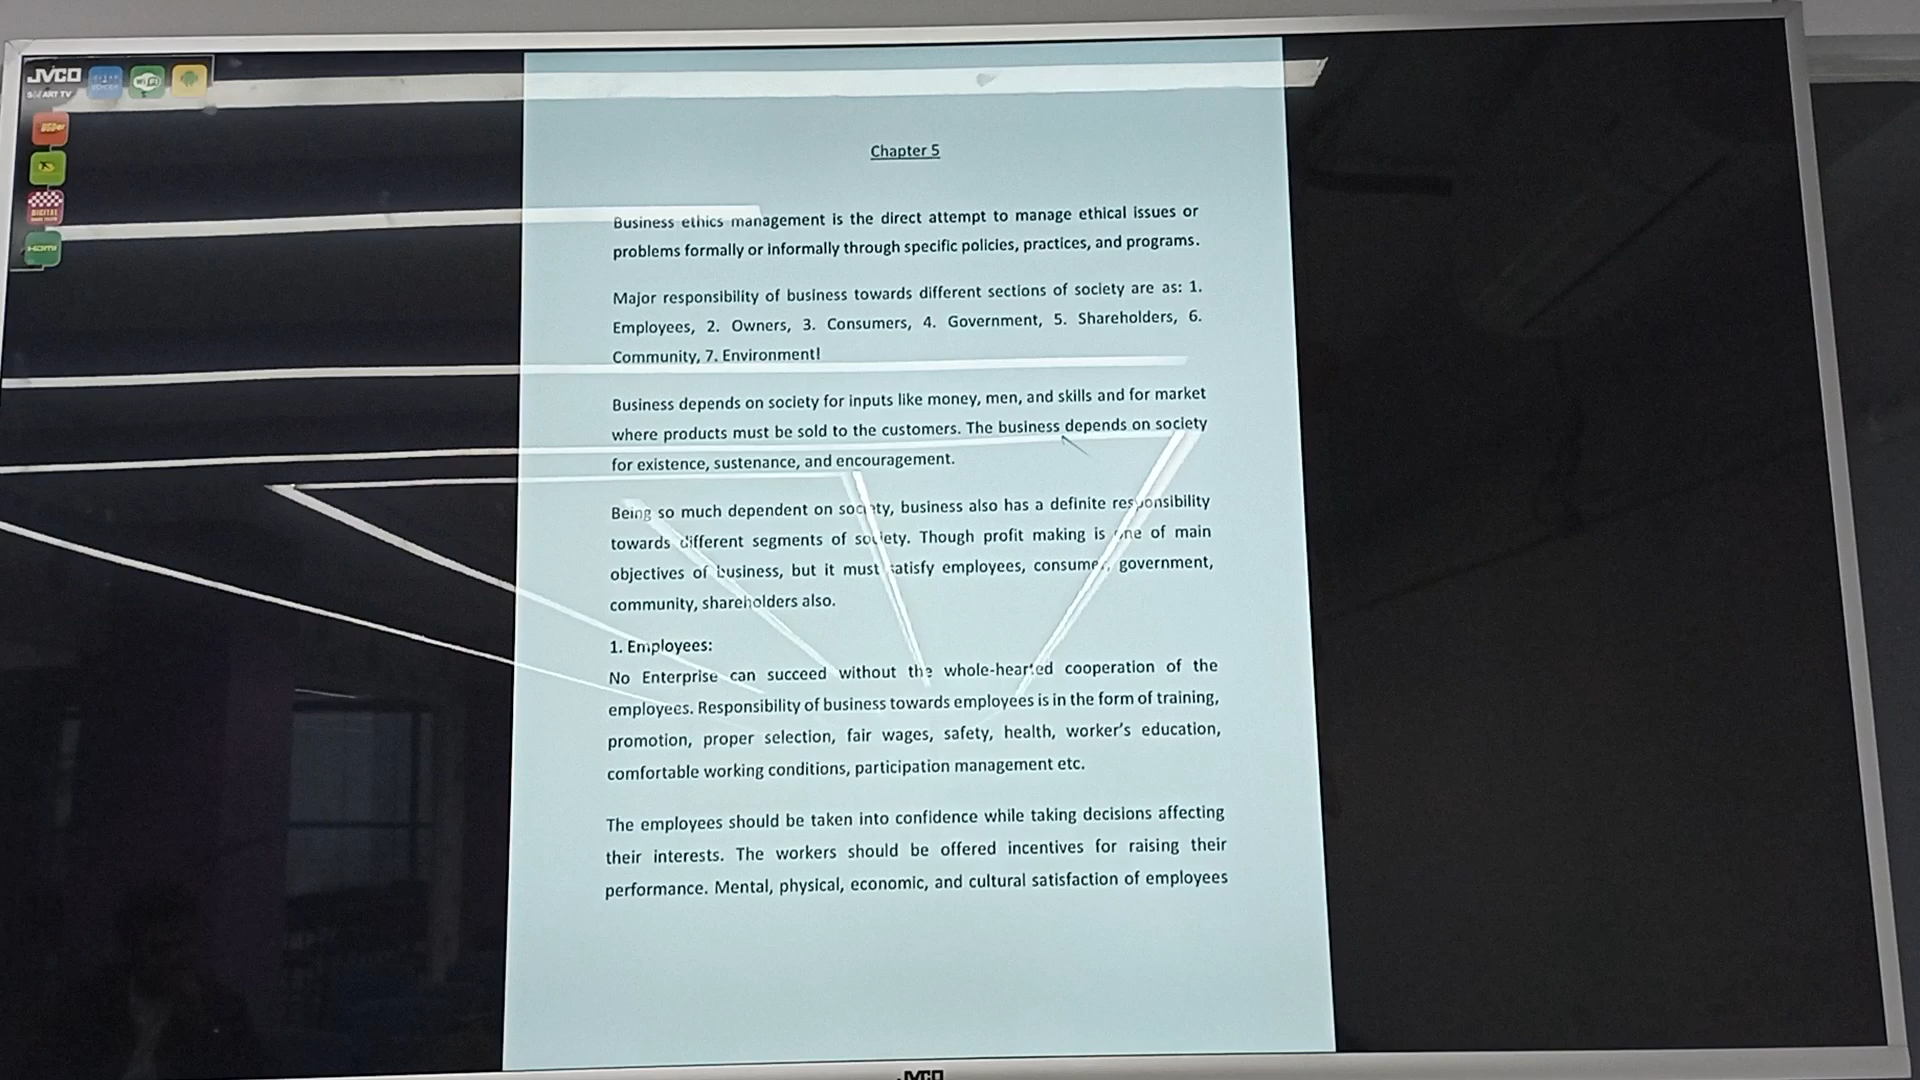 JVCO
SMART TV
WiFi
DIGITAL
HDMI
Chapter 5
Business ethics management is the direct attempt to manage ethical issues or
problems formally or informally through specific policies, practices, and programs.
Major responsibility of business towards different sections of society are as: 1.
Employees, 2. Owners, 3. Consumers, 4. Government, 5. Shareholders, 6.
Community, 7. Environment!
Business depends on society for inputs like money, men, and skills and for market
where products must be sold to the customers. The business depends on society
for existence, sustenance, and encouragement.
Being so much dependent on society, business also has a definite responsibility
towards different segments of society. Though profit making is one of main
objectives of business, but it must satisfy employees, consumer, government,
community, shareholders also.
1. Employees:
No Enterprise can succeed without the whole-hearted cooperation of the
employees. Responsibility of business towards employees is in the form of training,
promotion, proper selection, fair wages, safety, health, worker's education,
comfortable working conditions, participation management etc.
The employees should be taken into confidence while taking decisions affecting
their interests. The workers should be offered incentives for raising their
performance. Mental, physical, economic, and cultural satisfaction of employees
JVCO